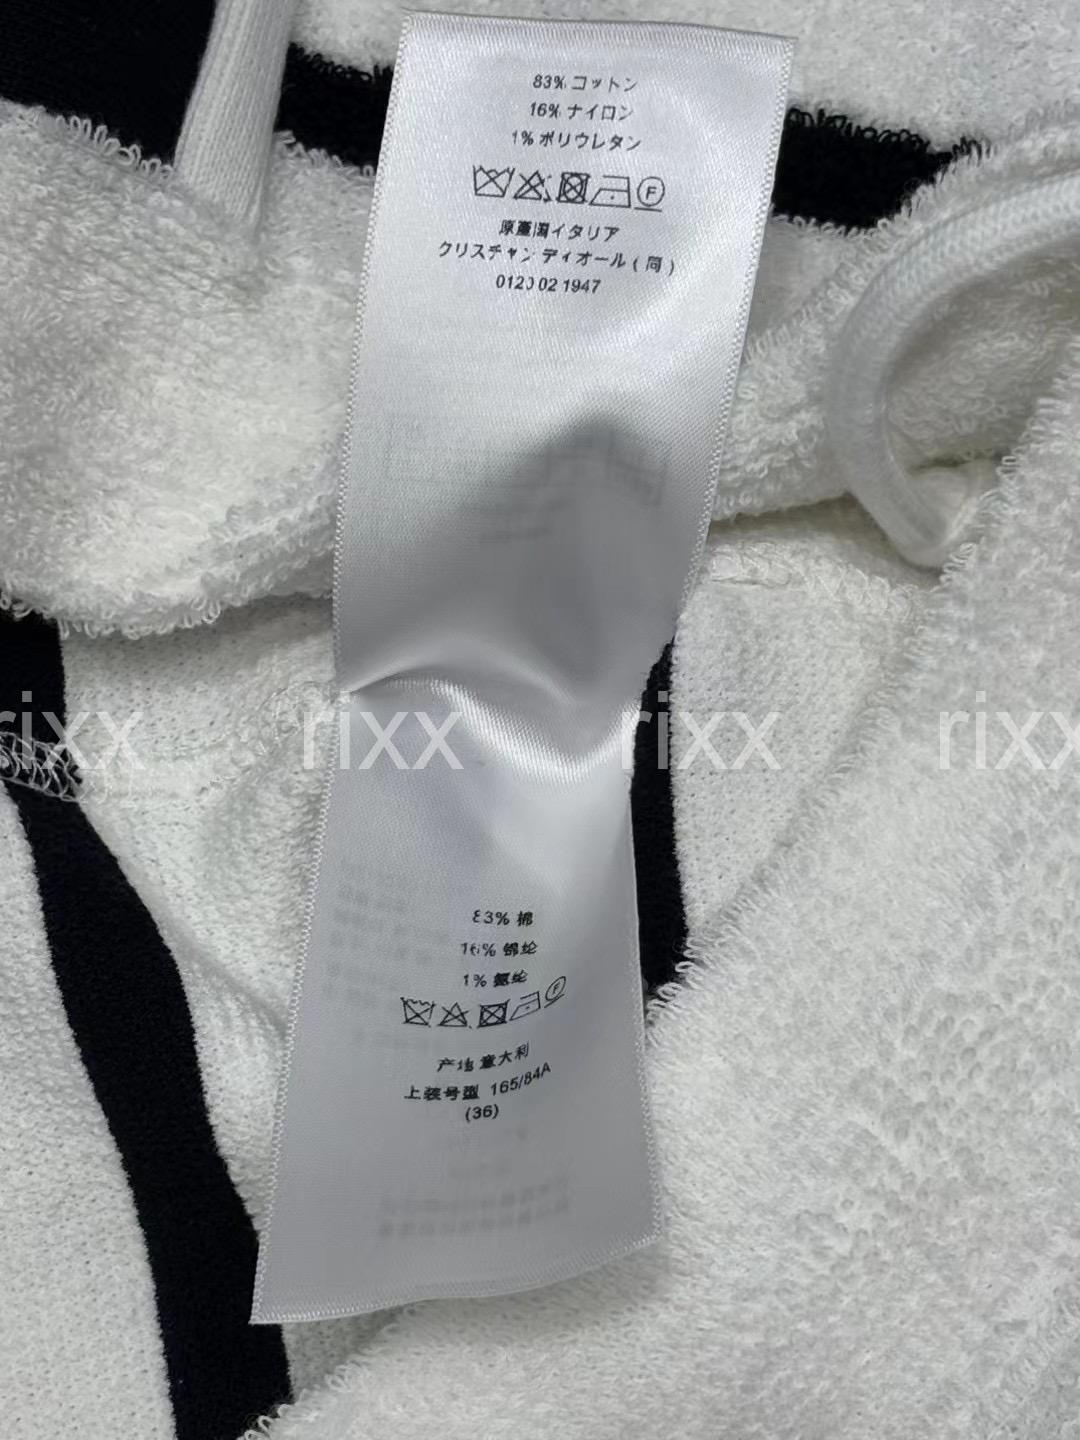 83% コットン
16% ナイロン
1% ポリウレタン
F
原産国イタリア
クリスチャン ディオール (同)
0120 02 1947
rixx rixx rixx rixx
83% 棉
16% 锦纶
1% 氨纶
F
产地 意大利
上装号型 165/84A
(36)